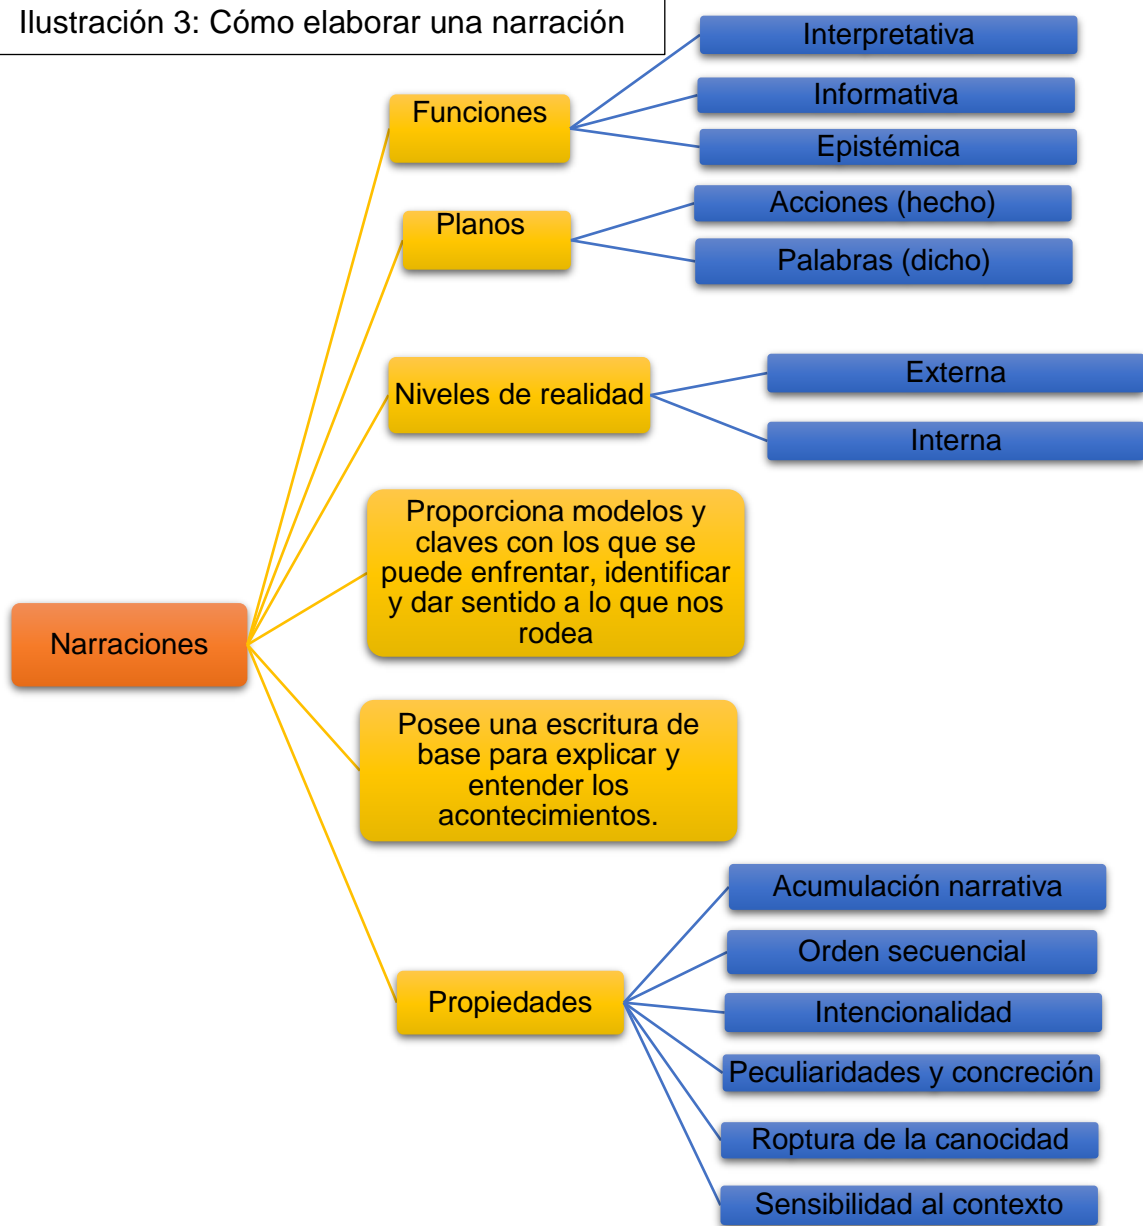 Ilustración 3: Cómo elaborar una narración
Narraciones
Funciones
Interpretativa
Informativa
Epistémica
Planos
Acciones (hecho)
Palabras (dicho)
Niveles de realidad
Externa
Interna
Proporciona modelos y
claves con los que se
puede enfrentar, identificar
y dar sentido a lo que nos
rodea
Posee una escritura de
base para explicar y
entender los
acontecimientos.
Propiedades
Acumulación narrativa
Orden secuencial
Intencionalidad
Peculiaridades y concreción
Roptura de la canocidad
Sensibilidad al contexto